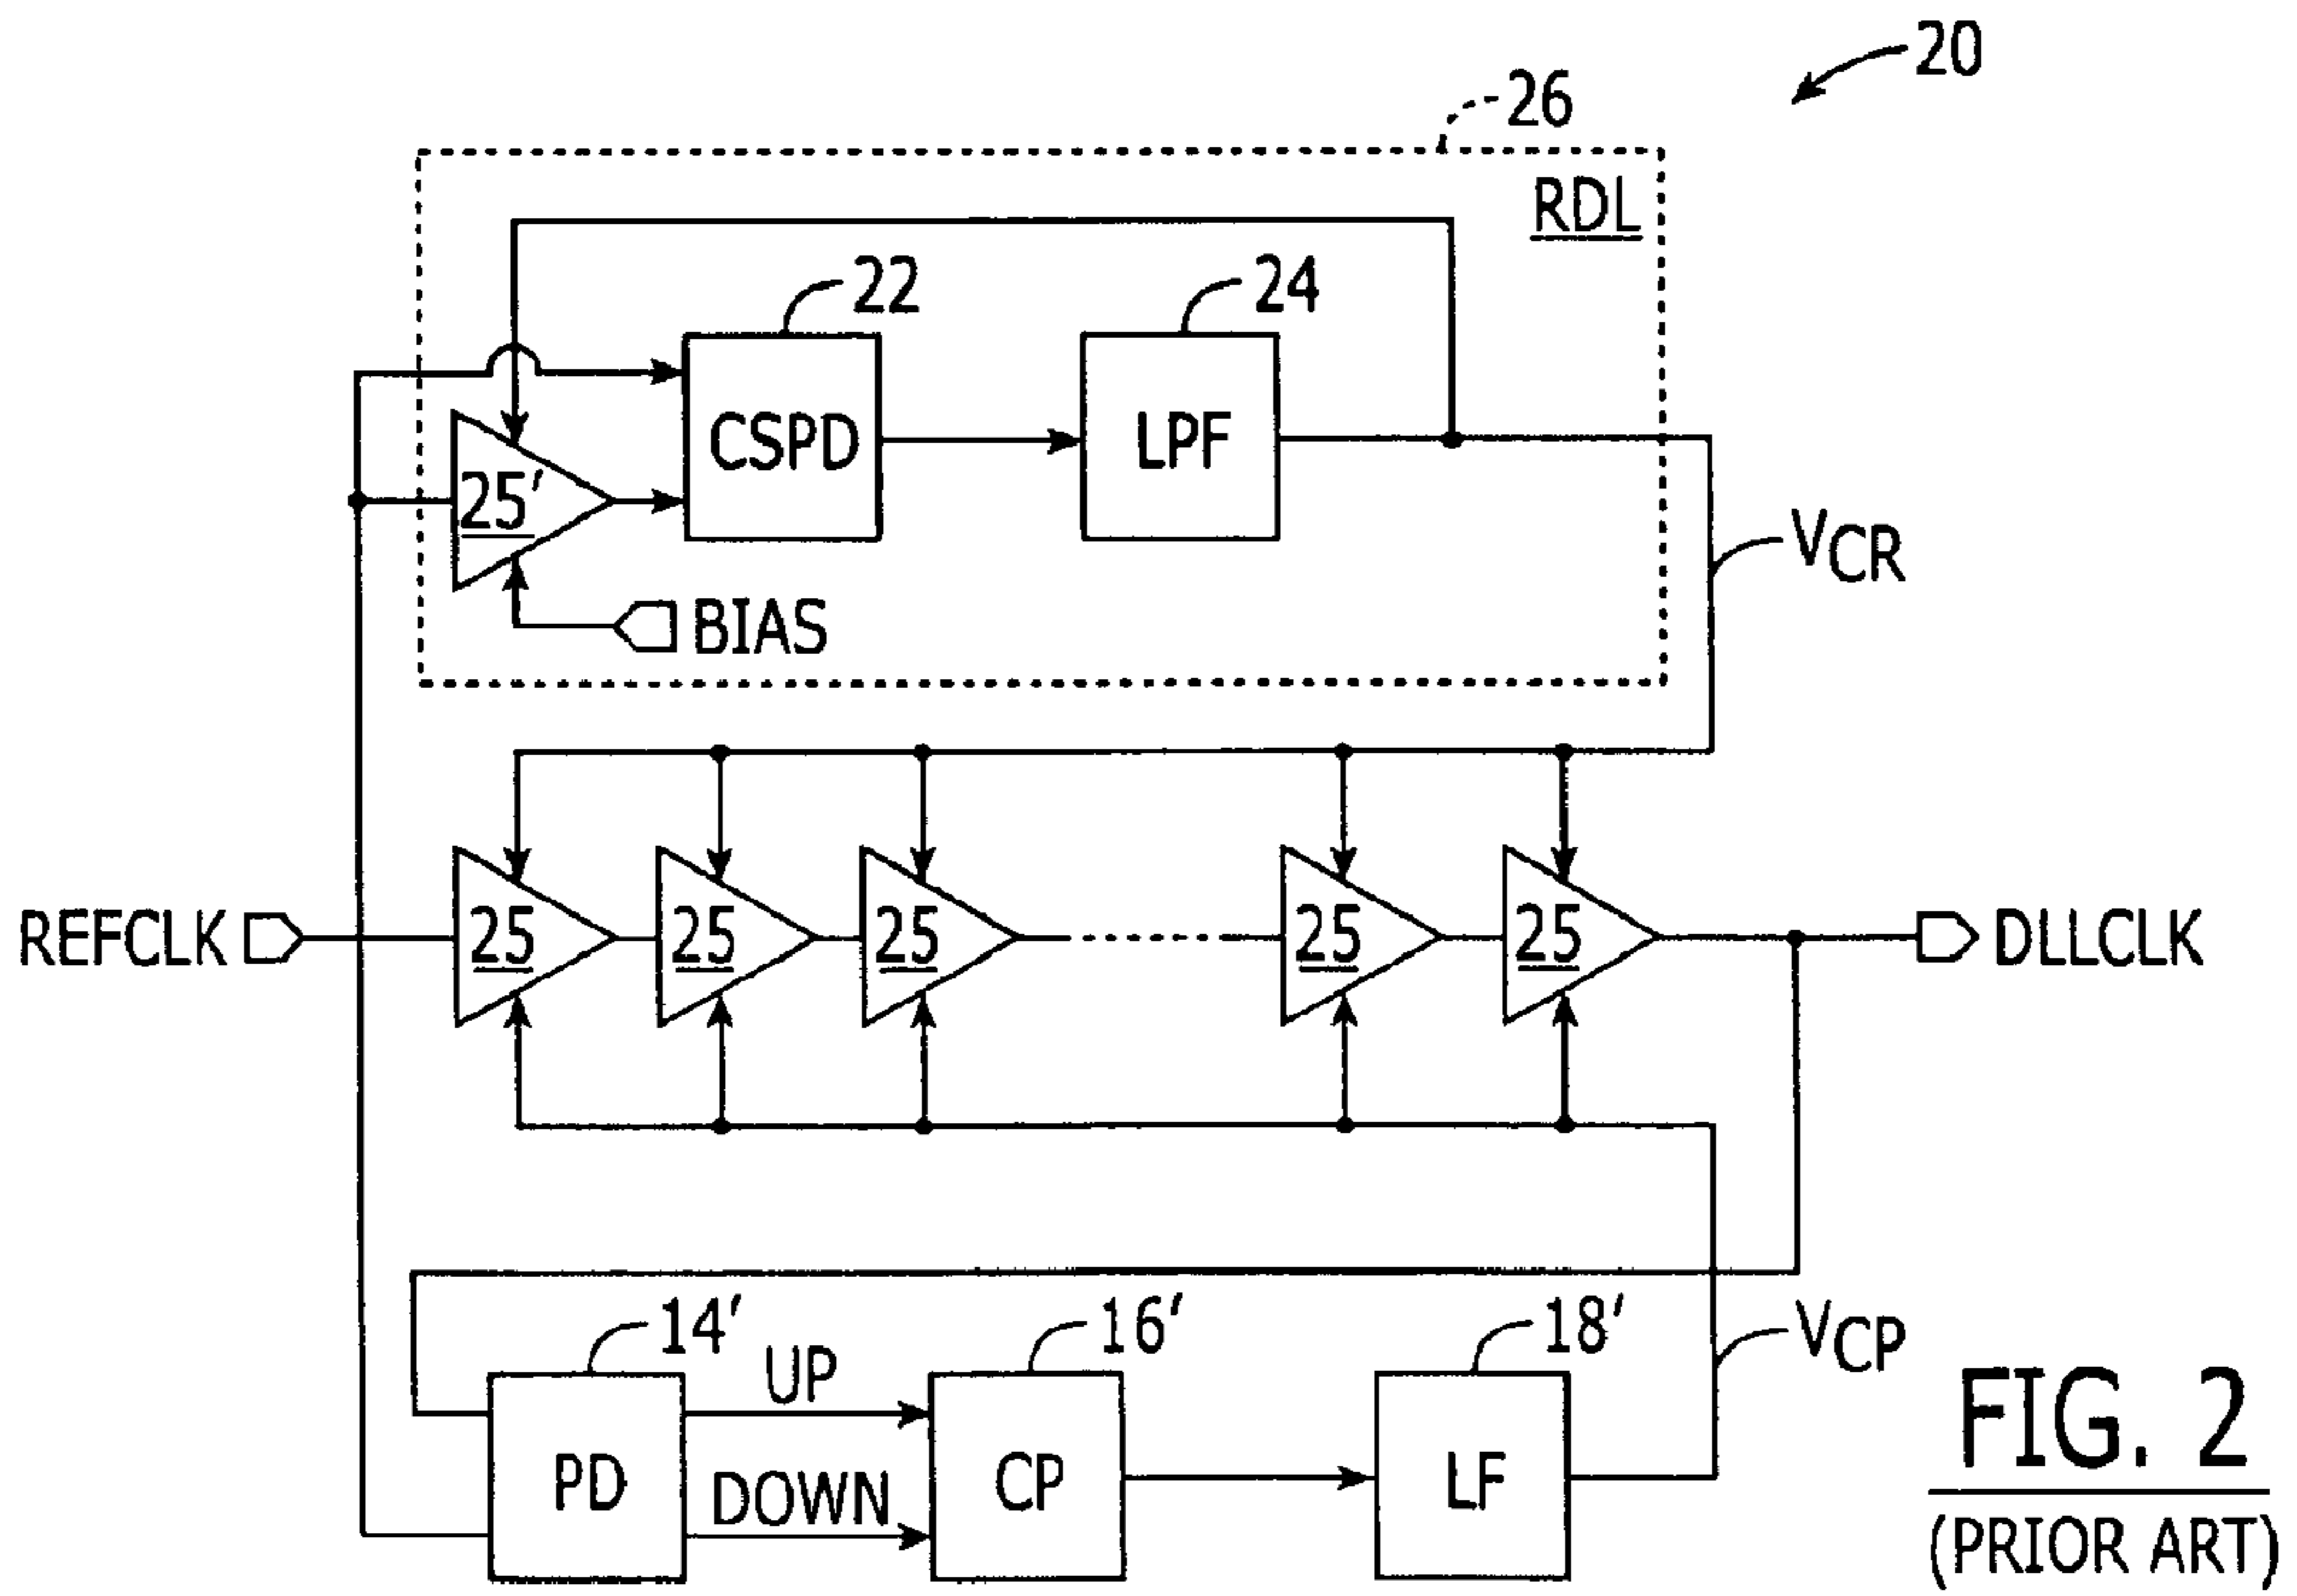 20
26
RDL
22
24
CSPD
LPF
25'
BIAS
VCR
REFCLK
25
25
25
25
25
DLLCLK
14'
16'
18'
VCP
UP
PD
DOWN
CP
LF
FIG. 2
(PRIOR ART)